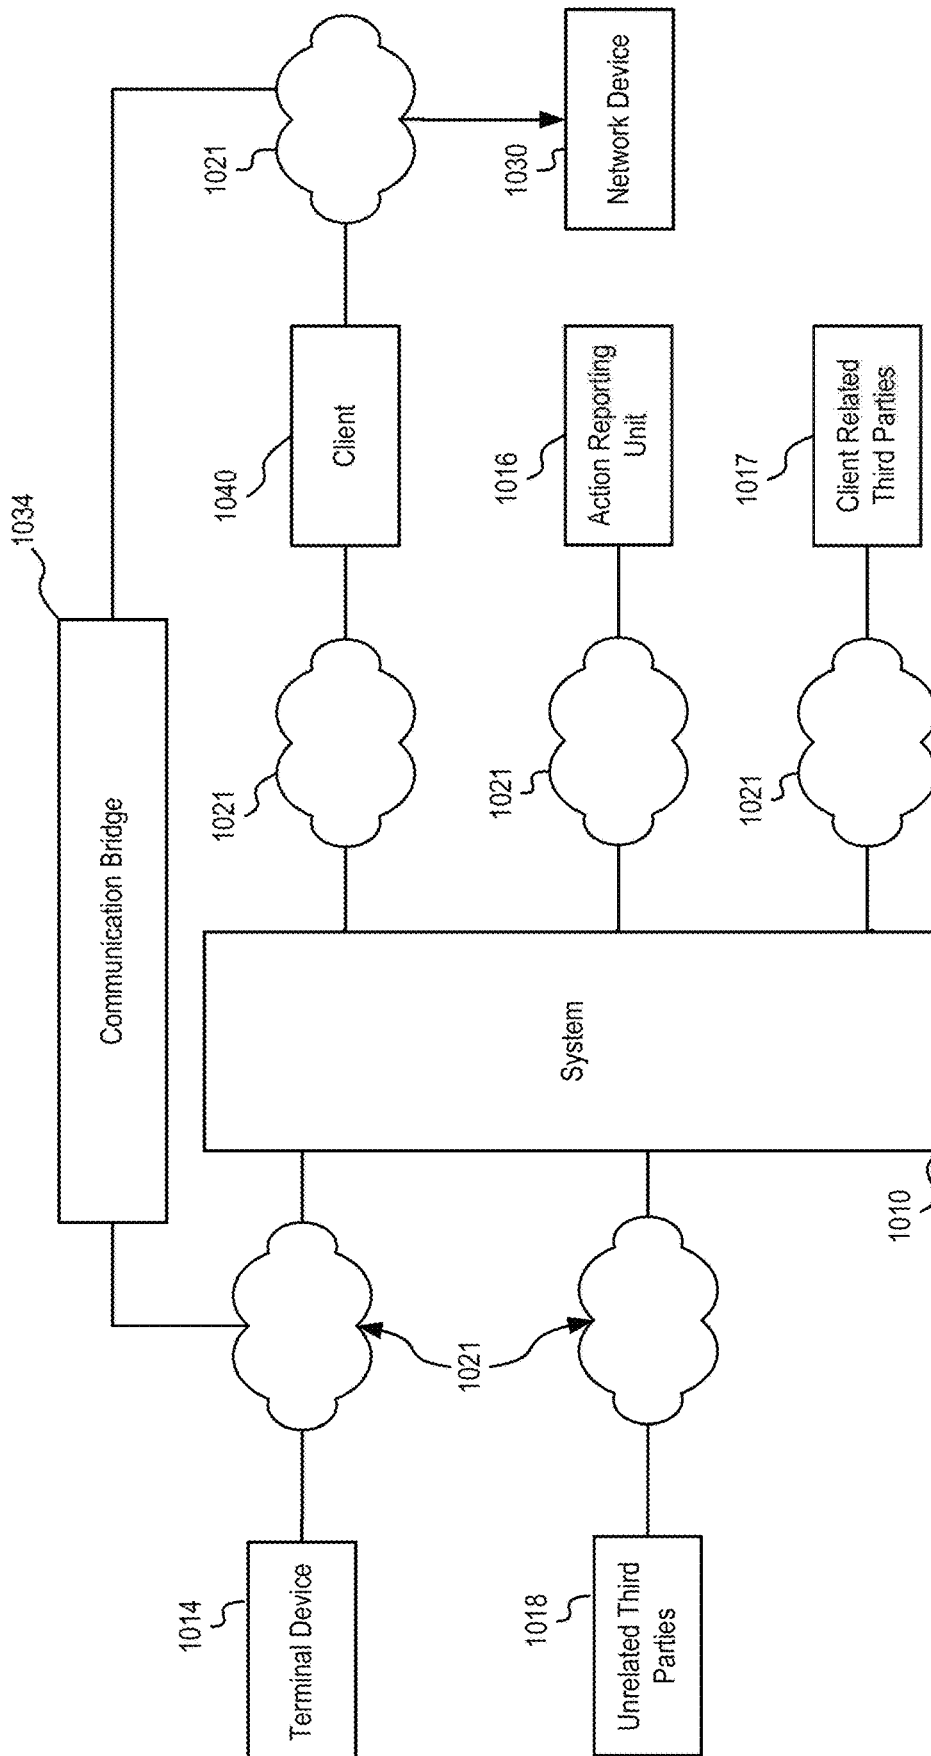 1034
Communication Bridge
1014
Terminal Device
1021
1018
Unrelated Third
Parties
1010
System
1021
1040
Client
1021
1021
1016
Action Reporting
Unit
1030
Network Device
1021
1017
Client Related
Third Parties